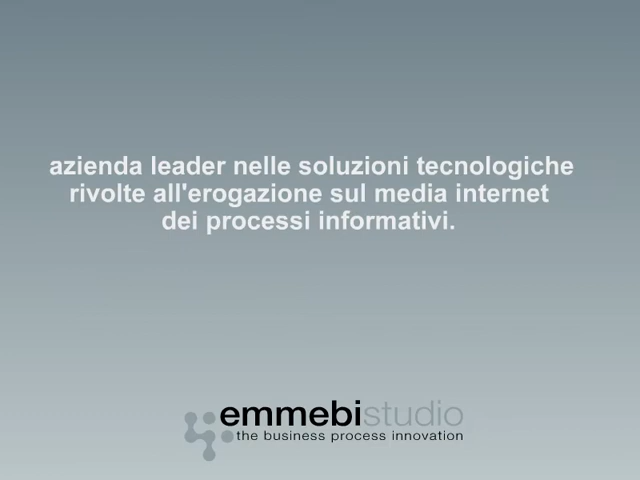 azienda leader nelle soluzioni tecnologiche
rivolte all'erogazione sul media internet
dei processi informativi.
emmebistudio
the business process innovation